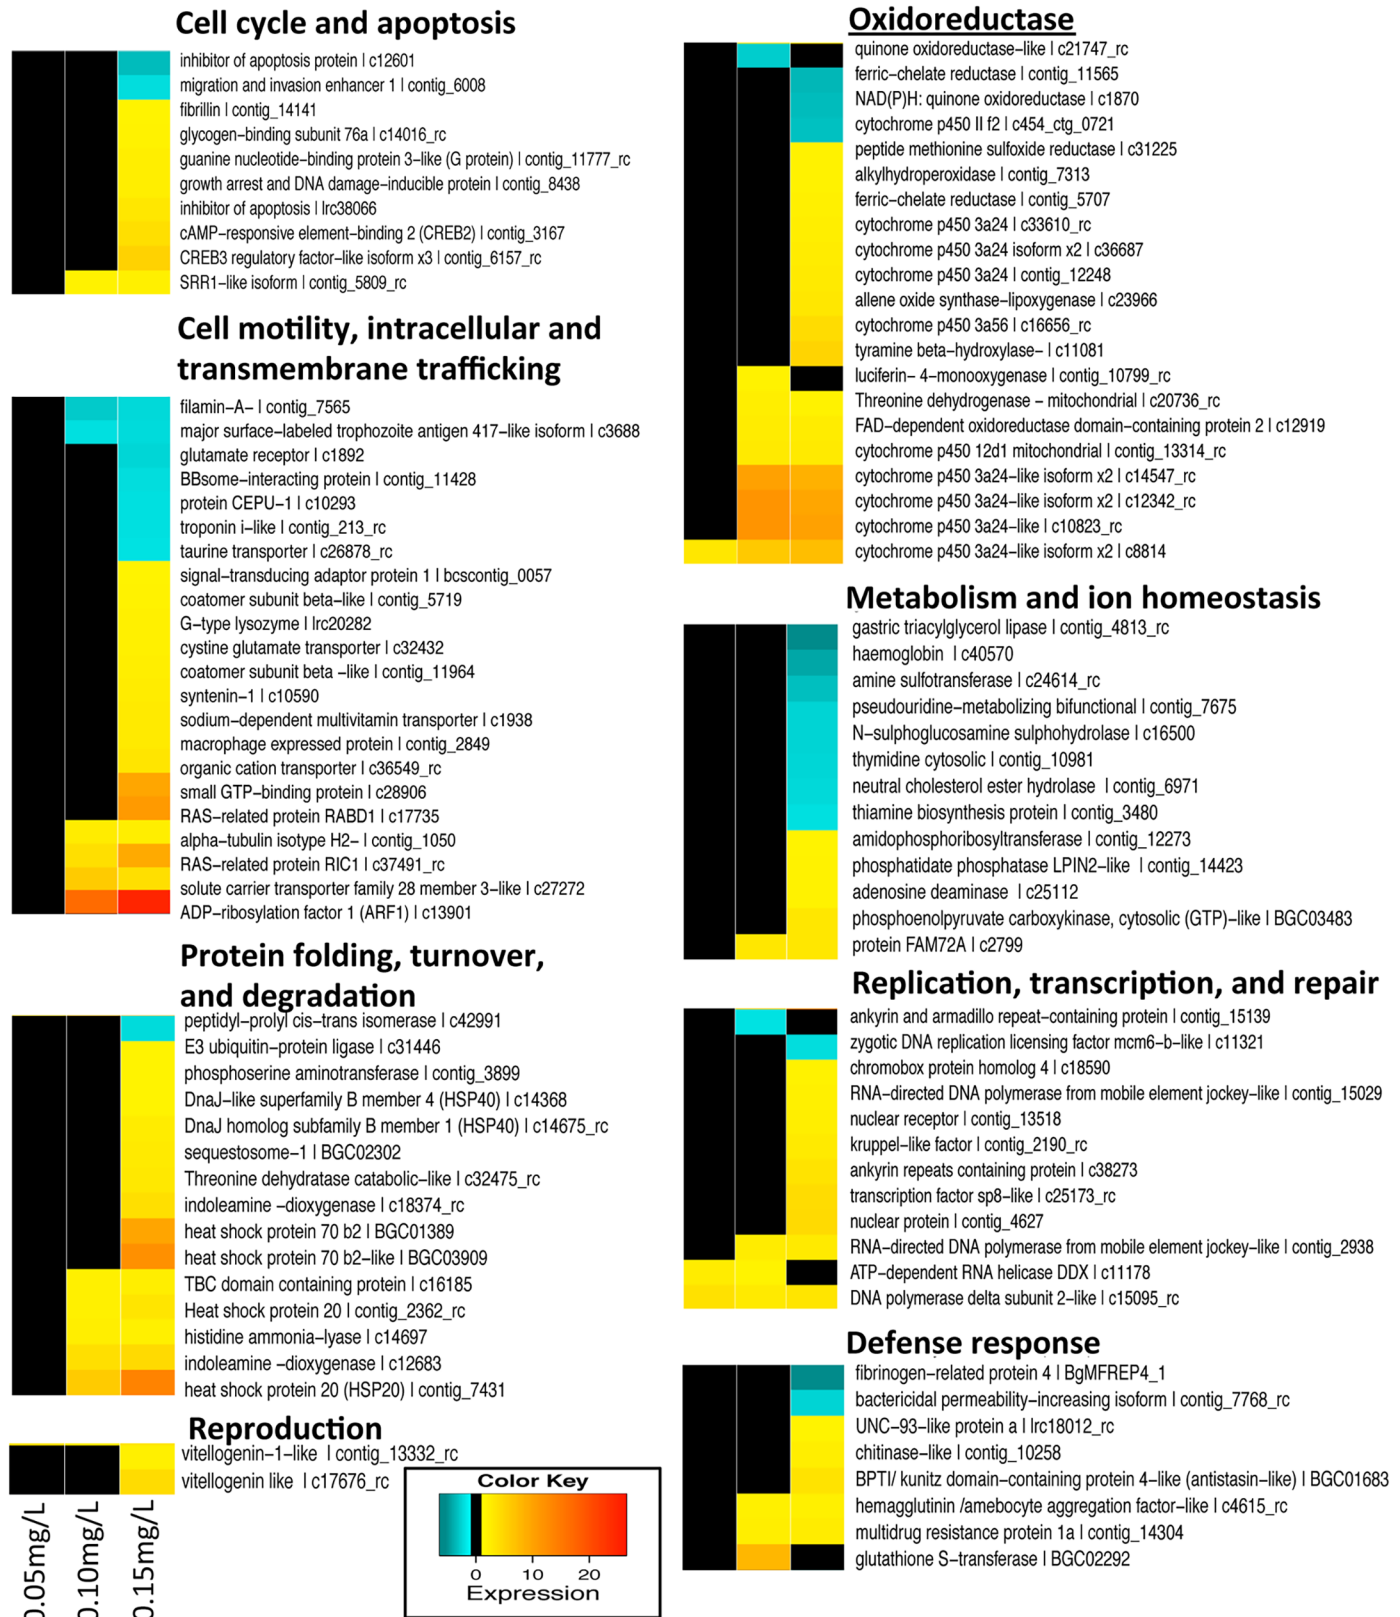 Cell cycle and apoptosis
inhibitor of apoptosis protein | c12601
migration and invasion enhancer 1 | contig_6008
fibrillin | contig_14141
glycogen−binding subunit 76a | c14016_rc
guanine nucleotide−binding protein 3−like (G protein) | contig_11777_rc
growth arrest and DNA damage−inducible protein | contig_8438
inhibitor of apoptosis | lrc38066
cAMP−responsive element−binding 2 (CREB2) | contig_3167
CREB3 regulatory factor−like isoform x3 | contig_6157_rc
SRR1−like isoform | contig_5809_rc
Cell motility, intracellular and
transmembrane trafficking
filamin−A− | contig_7565
major surface−labeled trophozoite antigen 417−like isoform | c3688
glutamate receptor | c1892
BBsome−interacting protein | contig_11428
protein CEPU−1 | c10293
troponin i−like | contig_213_rc
taurine transporter | c26878_rc
signal−transducing adaptor protein 1 | bcscontig_0057
coatomer subunit beta−like | contig_5719
G−type lysozyme | lrc20282
cystine glutamate transporter | c32432
coatomer subunit beta −like | contig_11964
syntenin−1 | c10590
sodium−dependent multivitamin transporter | c1938
macrophage expressed protein | contig_2849
organic cation transporter | c36549_rc
small GTP−binding protein | c28906
RAS−related protein RABD1 | c17735
alpha−tubulin isotype H2− | contig_1050
RAS−related protein RIC1 | c37491_rc
solute carrier transporter family 28 member 3−like | c27272
ADP−ribosylation factor 1 (ARF1) | c13901
Protein folding, turnover,
and degradation
peptidyl−prolyl cis−trans isomerase | c42991
E3 ubiquitin−protein ligase | c31446
phosphoserine aminotransferase | contig_3899
DnaJ−like superfamily B member 4 (HSP40) | c14368
DnaJ homolog subfamily B member 1 (HSP40) | c14675_rc
sequestosome−1 | BGC02302
Threonine dehydratase catabolic−like | c32475_rc
indoleamine −dioxygenase | c18374_rc
heat shock protein 70 b2 | BGC01389
heat shock protein 70 b2−like | BGC03909
TBC domain containing protein | c16185
Heat shock protein 20 | contig_2362_rc
histidine ammonia−lyase | c14697
indoleamine −dioxygenase | c12683
heat shock protein 20 (HSP20) | contig_7431
Reproduction
vitellogenin−1−like | contig_13332_rc
vitellogenin like | c17676_rc
0.05mg/L
0.10mg/L
0.15mg/L
Color Key
0 10 20
Expression
Oxidoreductase
quinone oxidoreductase−like | c21747_rc
ferric−chelate reductase | contig_11565
NAD(P)H: quinone oxidoreductase | c1870
cytochrome p450 II f2 | c454_ctg_0721
peptide methionine sulfoxide reductase | c31225
alkylhydroperoxidase | contig_7313
ferric−chelate reductase | contig_5707
cytochrome p450 3a24 | c33610_rc
cytochrome p450 3a24 isoform x2 | c36687
cytochrome p450 3a24 | contig_12248
allene oxide synthase−lipoxygenase | c23966
cytochrome p450 3a56 | c16656_rc
tyramine beta−hydroxylase− | c11081
luciferin− 4−monooxygenase | contig_10799_rc
Threonine dehydrogenase − mitochondrial | c20736_rc
FAD−dependent oxidoreductase domain−containing protein 2 | c12919
cytochrome p450 12d1 mitochondrial | contig_13314_rc
cytochrome p450 3a24−like isoform x2 | c14547_rc
cytochrome p450 3a24−like isoform x2 | c12342_rc
cytochrome p450 3a24−like | c10823_rc
cytochrome p450 3a24−like isoform x2 | c8814
Metabolism and ion homeostasis
gastric triacylglycerol lipase | contig_4813_rc
haemoglobin | c40570
amine sulfotransferase | c24614_rc
pseudouridine−metabolizing bifunctional | contig_7675
N−sulphoglucosamine sulphohydrolase | c16500
thymidine cytosolic | contig_10981
neutral cholesterol ester hydrolase | contig_6971
thiamine biosynthesis protein | contig_3480
amidophosphoribosyltransferase | contig_12273
phosphatidate phosphatase LPIN2−like | contig_14423
adenosine deaminase | c25112
phosphoenolpyruvate carboxykinase, cytosolic (GTP)−like | BGC03483
protein FAM72A | c2799
Replication, transcription, and repair
ankyrin and armadillo repeat−containing protein | contig_15139
zygotic DNA replication licensing factor mcm6−b−like | c11321
chromobox protein homolog 4 | c18590
RNA−directed DNA polymerase from mobile element jockey−like | contig_15029
nuclear receptor | contig_13518
kruppel−like factor | contig_2190_rc
ankyrin repeats containing protein | c38273
transcription factor sp8−like | c25173_rc
nuclear protein | contig_4627
RNA−directed DNA polymerase from mobile element jockey−like | contig_2938
ATP−dependent RNA helicase DDX | c11178
DNA polymerase delta subunit 2−like | c15095_rc
Defense response
fibrinogen−related protein 4 | BgMFREP4_1
bactericidal permeability−increasing isoform | contig_7768_rc
UNC−93−like protein a | lrc18012_rc
chitinase−like | contig_10258
BPTI/ kunitz domain−containing protein 4−like (antistasin−like) | BGC01683
hemagglutinin /amebocyte aggregation factor−like | c4615_rc
multidrug resistance protein 1a | contig_14304
glutathione S−transferase | BGC02292